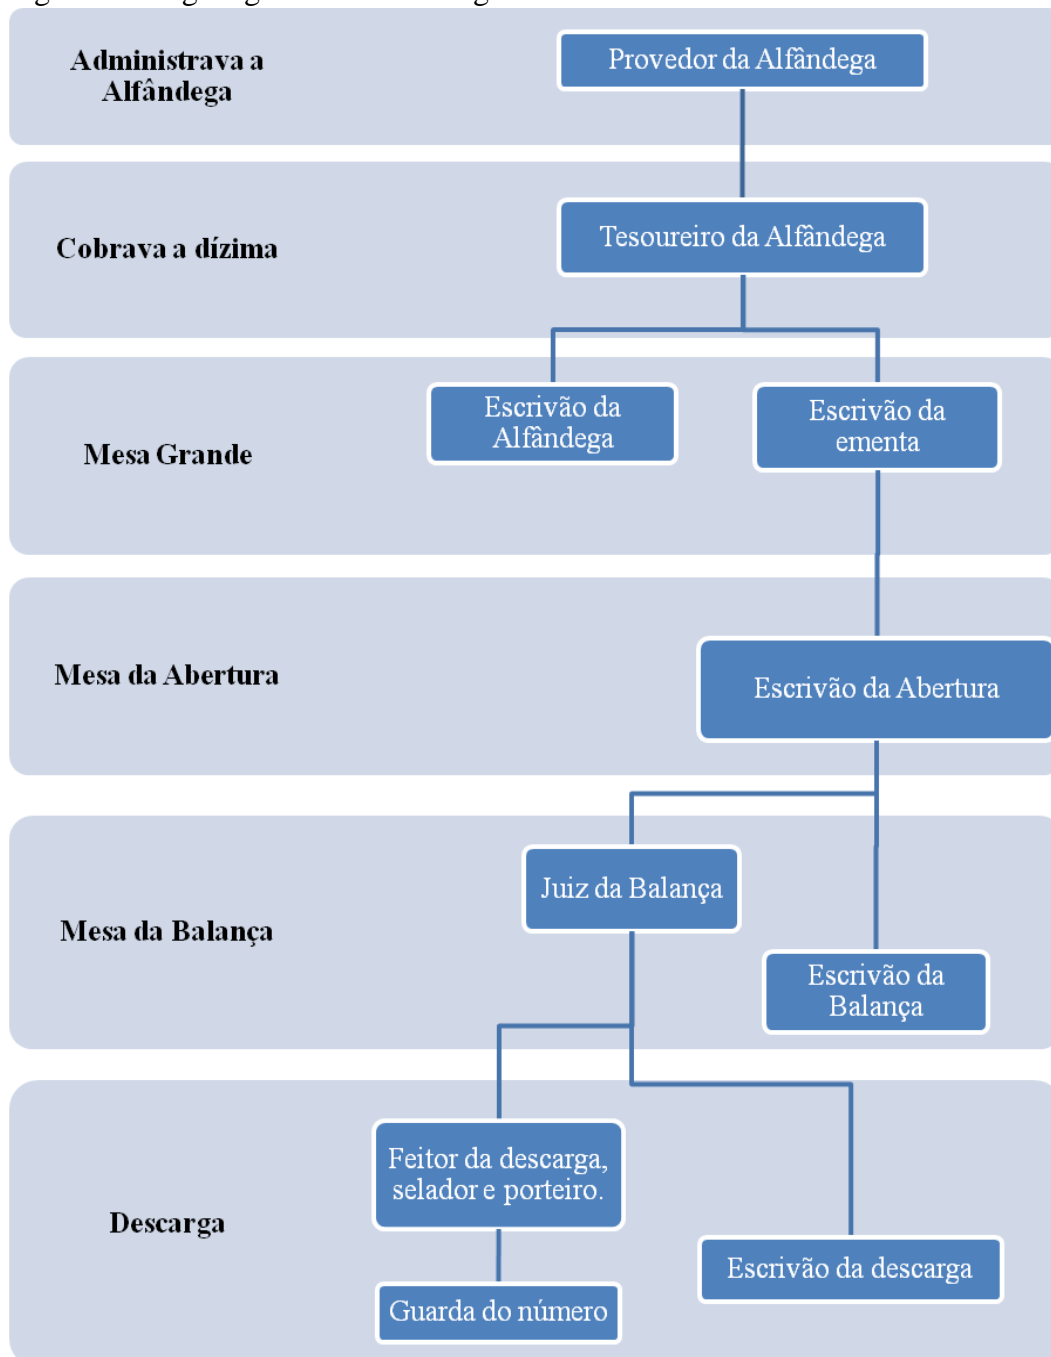 Administrava a
Alfândega
Provedor da Alfândega
Cobrava a dízima
Tesoureiro da Alfândega
Mesa Grande
Escrivão da
Alfândega
Escrivão da
ementa
Mesa da Abertura
Escrivão da Abertura
Mesa da Balança
Juiz da Balança
Escrivão da
Balança
Descarga
Feitor da descarga,
selador e porteiro.
Escrivão da descarga
Guarda do número